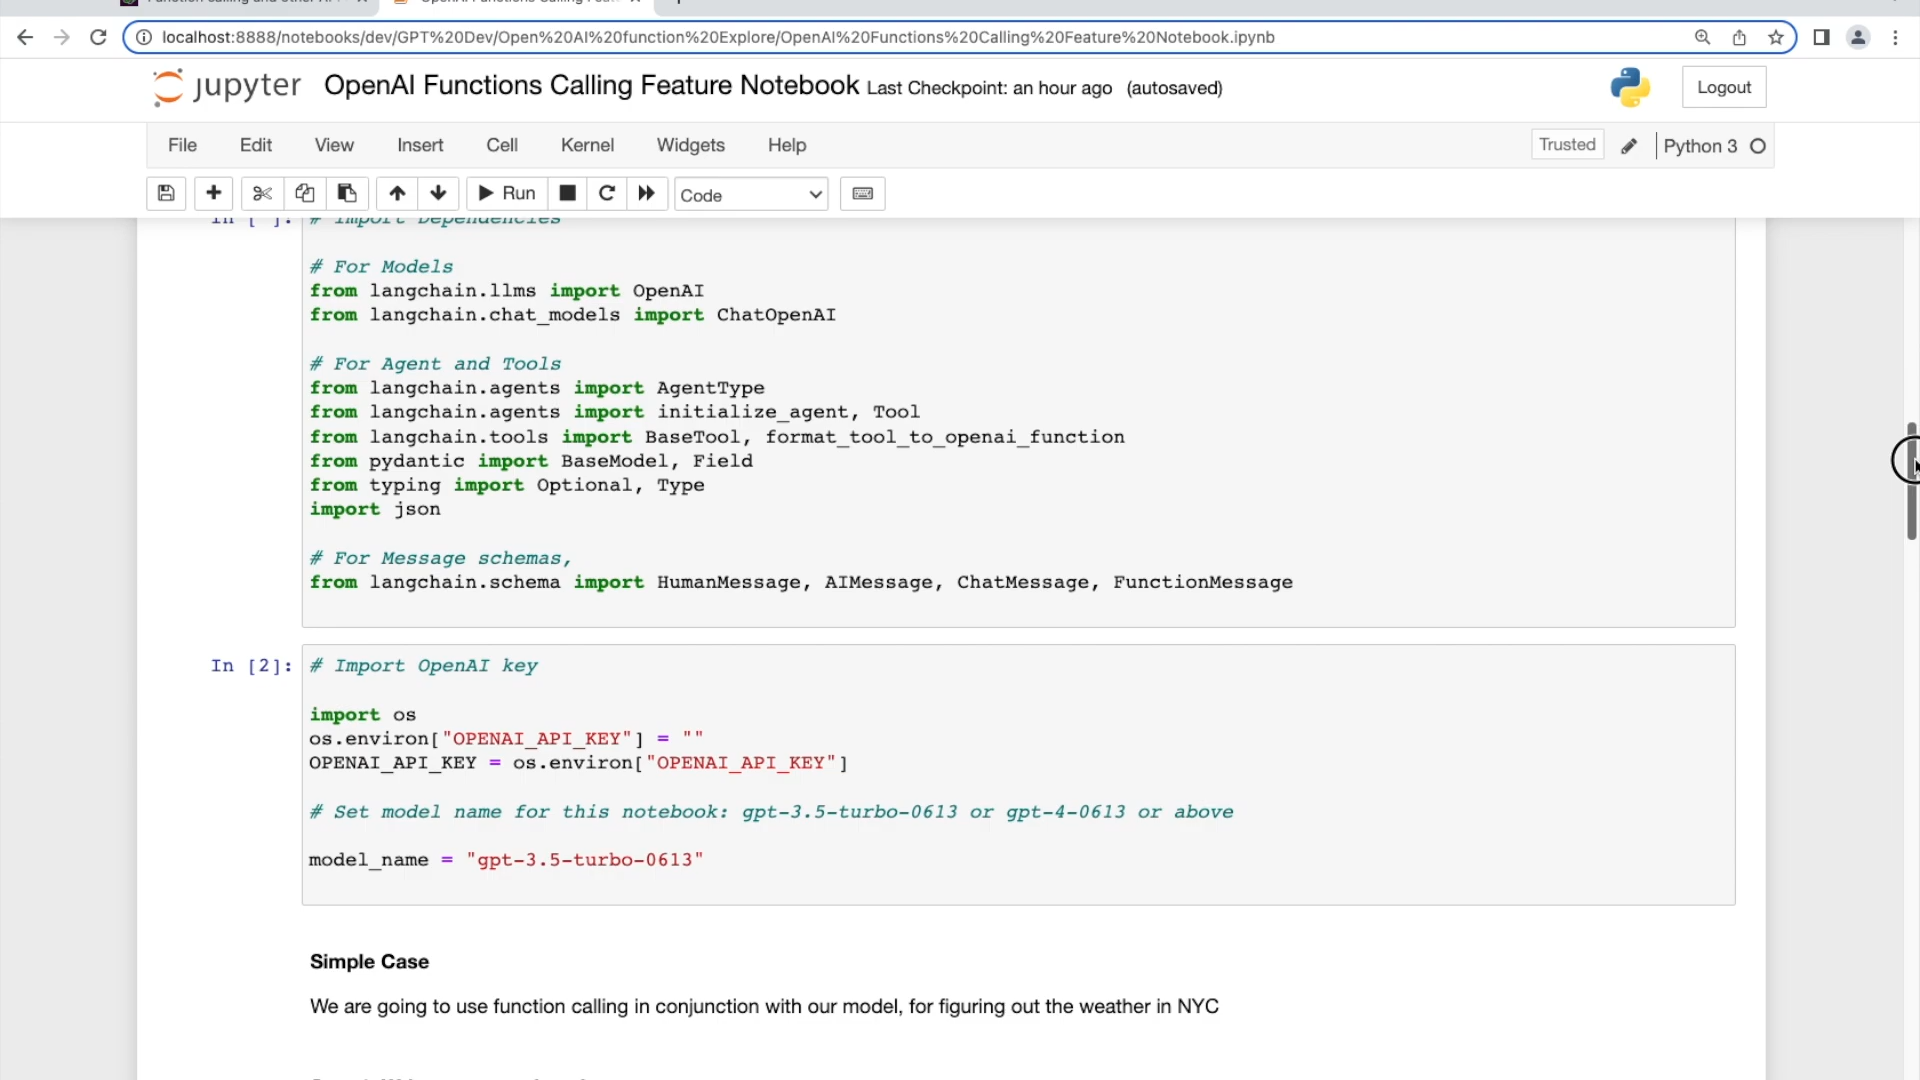 OpenAI Functions Calling Feat
localhost:8888/notebooks/dev/GPT%20Dev/Open%20AI%20function%20Explore/OpenAI%20Functions%20Calling%20Feature%20Notebook.ipynb
jupyter OpenAI Functions Calling Feature Notebook Last Checkpoint: an hour ago (autosaved) Logout
File Edit View Insert Cell Kernel Widgets Help Trusted Python 3
Run Code
In [ ]: # Import Dependencies
# For Models
from langchain.llms import OpenAI
from langchain.chat_models import ChatOpenAI
# For Agent and Tools
from langchain.agents import AgentType
from langchain.agents import initialize_agent, Tool
from langchain.tools import BaseTool, format_tool_to_openai_function
from pydantic import BaseModel, Field
from typing import Optional, Type
import json
# For Message schemas,
from langchain.schema import HumanMessage, AIMessage, ChatMessage, FunctionMessage
In [2]: # Import OpenAI key
import os
os.environ["OPENAI_API_KEY"] = ""
OPENAI_API_KEY = os.environ["OPENAI_API_KEY"]
# Set model name for this notebook: gpt-3.5-turbo-0613 or gpt-4-0613 or above
model_name = "gpt-3.5-turbo-0613"
Simple Case
We are going to use function calling in conjunction with our model, for figuring out the weather in NYC